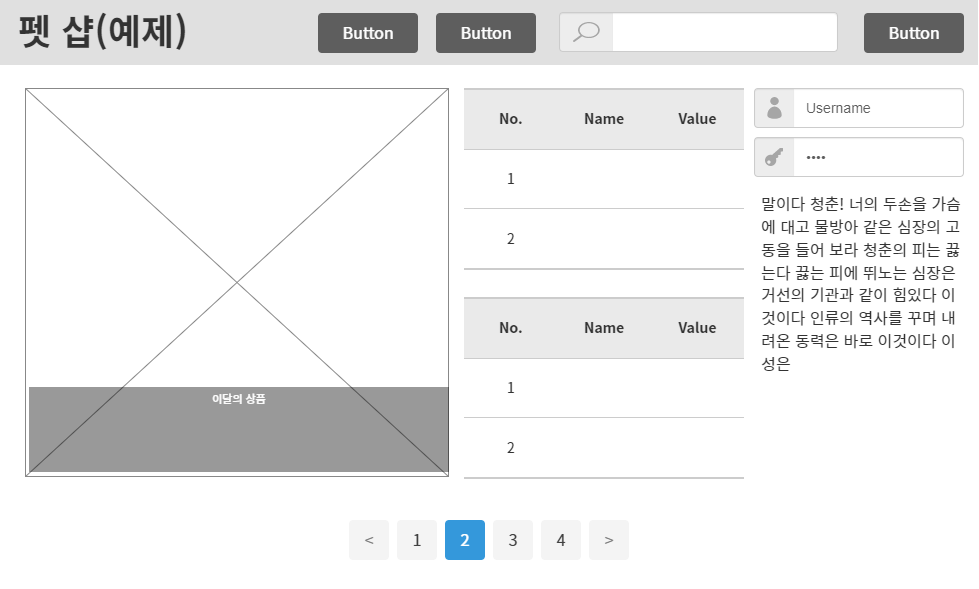 펫 샵(예제)
Button
Button
Button
이달의 상품
No. Name Value
1
2
No. Name Value
1
2
Username
••••
말이다 청춘! 너의 두손을 가슴
에 대고 물방아 같은 심장의 고
동을 들어 보라 청춘의 피는 끓
는다 끓는 피에 뛰노는 심장은
거선의 기관과 같이 힘있다 이
것이다 인류의 역사를 꾸며 내
려온 동력은 바로 이것이다 이
성은
< 1 2 3 4 >